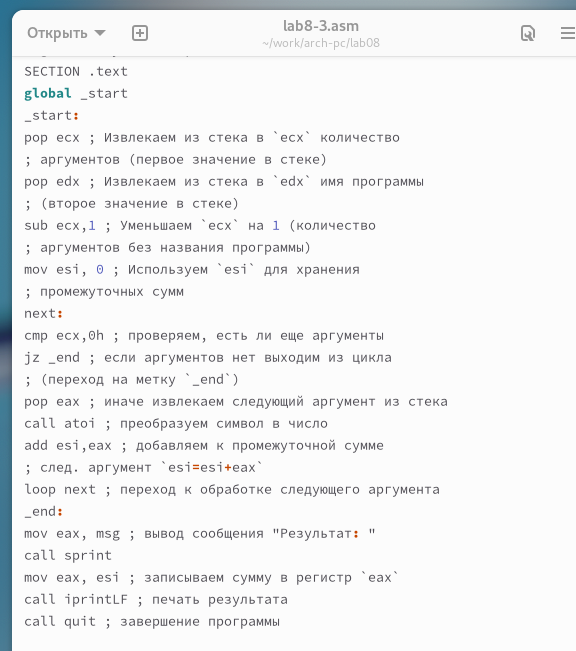 Открыть
lab8-3.asm
~/work/arch-pc/lab08
SECTION .text
global _start
_start:
pop ecx ; Извлекаем из стека в `ecx` количество
; аргументов (первое значение в стеке)
pop edx ; Извлекаем из стека в `edx` имя программы
; (второе значение в стеке)
sub ecx,1 ; Уменьшаем `ecx` на 1 (количество
; аргументов без названия программы)
mov esi, 0 ; Используем `esi` для хранения
; промежуточных сумм
next:
cmp ecx,0h ; проверяем, есть ли еще аргументы
jz _end ; если аргументов нет выходим из цикла
; (переход на метку `_end`)
pop eax ; иначе извлекаем следующий аргумент из стека
call atoi ; преобразуем символ в число
add esi,eax ; добавляем к промежуточной сумме
; след. аргумент `esi=esi+eax`
loop next ; переход к обработке следующего аргумента
_end:
mov eax, msg ; вывод сообщения "Результат: "
call sprint
mov eax, esi ; записываем сумму в регистр `eax`
call iprintLF ; печать результата
call quit ; завершение программы